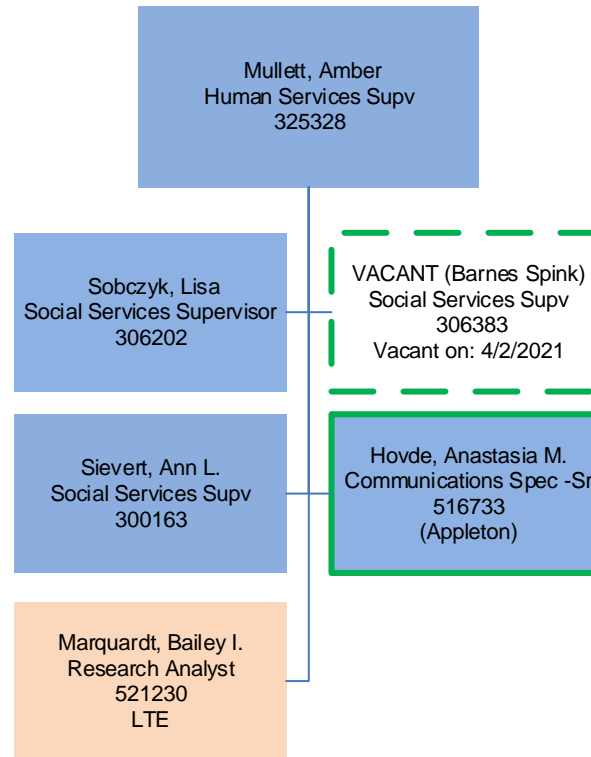 Mullett, Amber
Human Services Supv
325328
Sobczyk, Lisa
Social Services Supervisor
306202
VACANT (Barnes Spink)
Social Services Supv
306383
Vacant on: 4/2/2021
Sievert, Ann L.
Social Services Supv
300163
Hovde, Anastasia M.
Communications Spec -Sr
516733
(Appleton)
Marquardt, Bailey I.
Research Analyst
521230
LTE